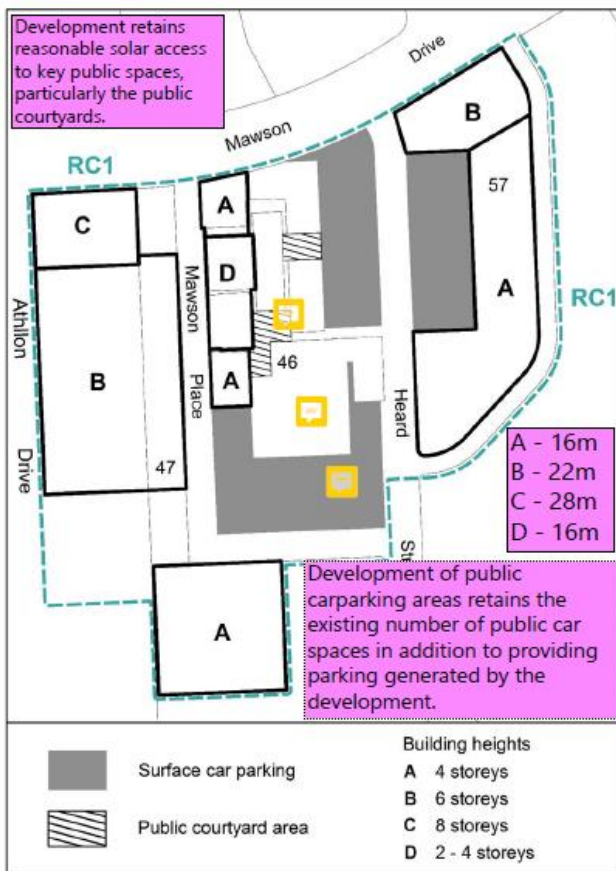 Development retains
reasonable solar access
to key public spaces,
particularly the public
courtyards.
Drive
Mawson
RC1
B
57
A
C
D
Mawson
Place
46
A
RC1
Athllon
Drive
B
A
Heard
47
A - 16m
B - 22m
C - 28m
D - 16m
St
Development of public
carparking areas retains the
existing number of public car
spaces in addition to providing
parking generated by the
development.
A
Surface car parking
Public courtyard area
Building heights
A 4 storeys
B 6 storeys
C 8 storeys
D 2 - 4 storeys